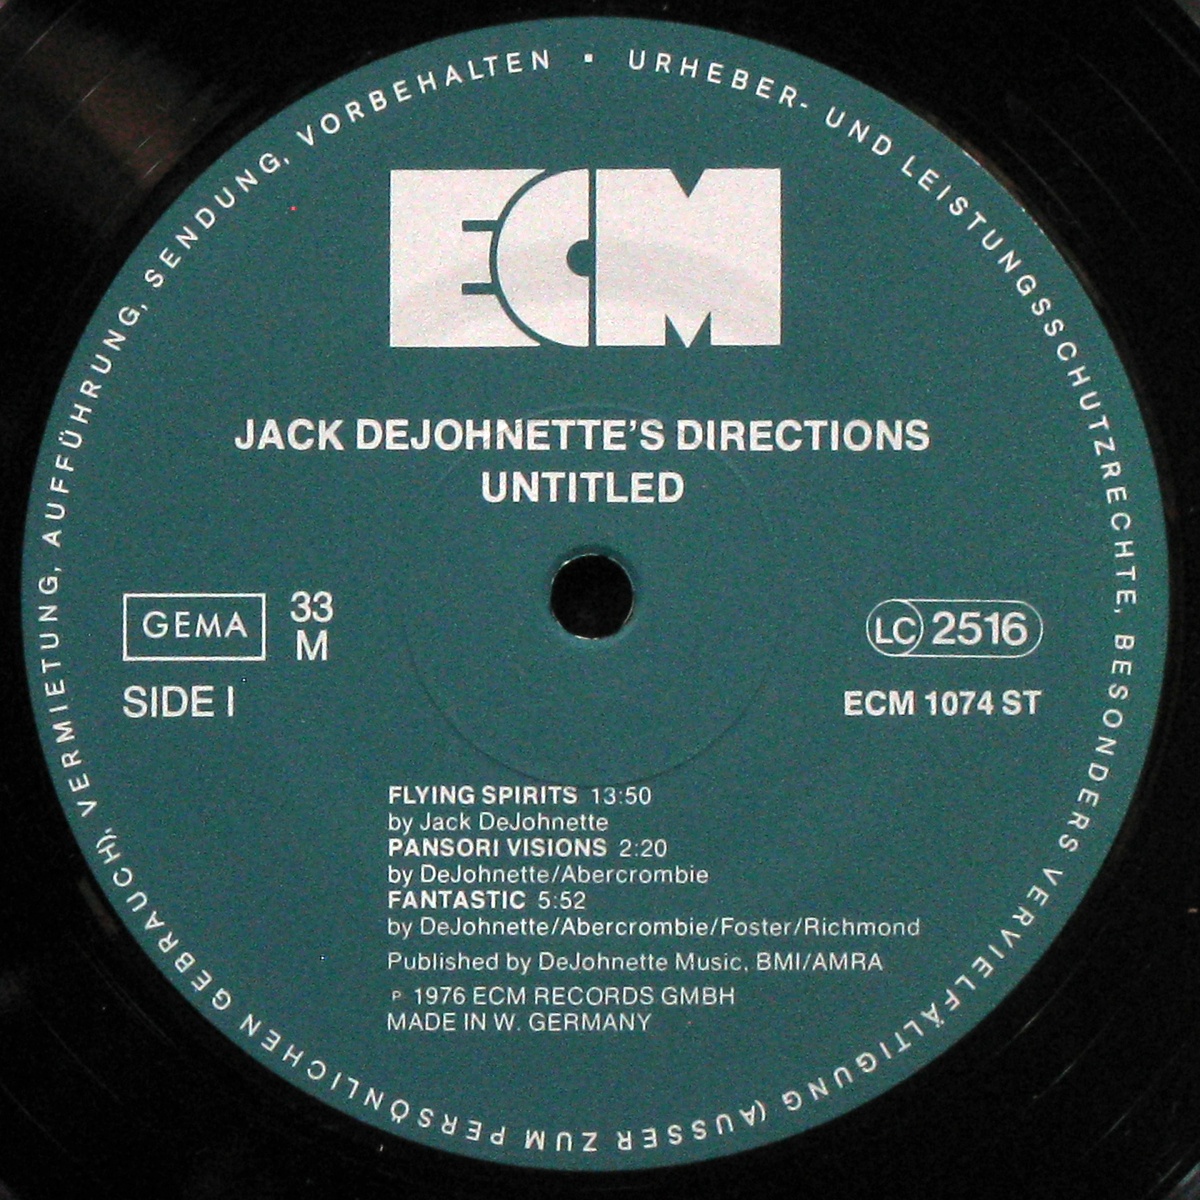 URHEBER- UND LEISTUNGSSCHUTZRECHTE, BESONDERS VERVIELFÄLTIGUNG (AUSSER ZUM PERSÖNLICHEN GEBRAUCH), VERMIETUNG, AUFFÜHRUNG, SENDUNG, VORBEHALTEN ▪
ECM
JACK DEJOHNETTE'S DIRECTIONS
UNTITLED
GEMA
33
M
SIDE I
LC 2516
ECM 1074 ST
FLYING SPIRITS 13:50
by Jack DeJohnette
PANSORI VISIONS 2:20
by DeJohnette/Abercrombie
FANTASTIC 5:52
by DeJohnette/Abercrombie/Foster/Richmond
Published by DeJohnette Music, BMI/AMRA
P 1976 ECM RECORDS GMBH
MADE IN W. GERMANY